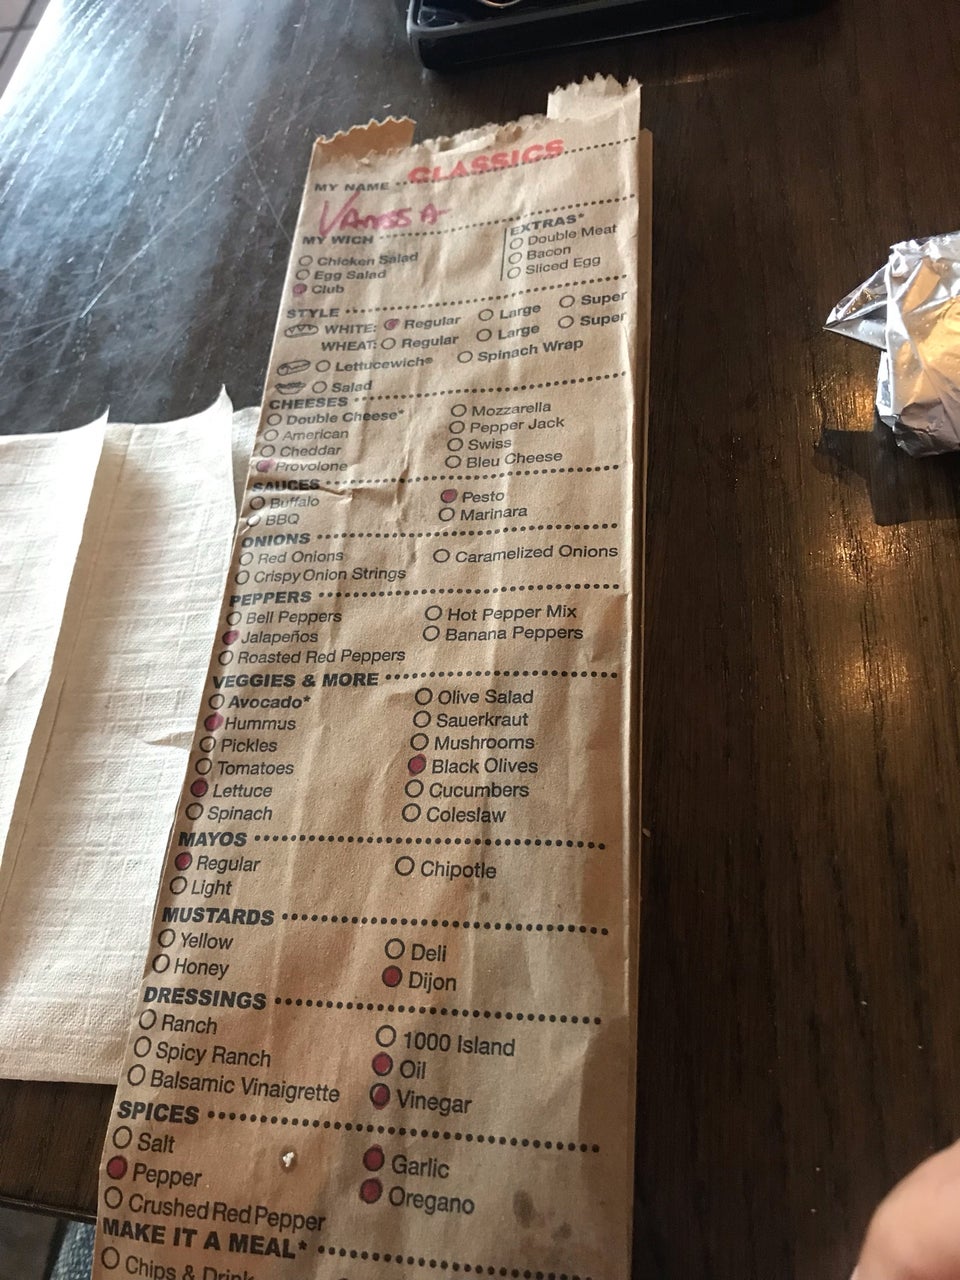 CLASSICS
MY NAME
VANESSA
MY WICH
Chicken Salad
Egg Salad
Club
EXTRAS*
Double Meat
Bacon
Sliced Egg
STYLE
WHITE: Regular Large Super
WHEAT: Regular Large Super
Lettucewich® Spinach Wrap
Salad
CHEESES
Double Cheese* Mozzarella
American Pepper Jack
Cheddar Swiss
Provolone Bleu Cheese
SAUCES
Buffalo Pesto
BBQ Marinara
ONIONS
Red Onions Caramelized Onions
Crispy Onion Strings
PEPPERS
Bell Peppers Hot Pepper Mix
Jalapeños Banana Peppers
Roasted Red Peppers
VEGGIES & MORE
Avocado* Olive Salad
Hummus Sauerkraut
Pickles Mushrooms
Tomatoes Black Olives
Lettuce Cucumbers
Spinach Coleslaw
MAYOS
Regular Chipotle
Light
MUSTARDS
Yellow Deli
Honey Dijon
DRESSINGS
Ranch 1000 Island
Spicy Ranch Oil
Balsamic Vinaigrette Vinegar
SPICES
Salt Garlic
Pepper Oregano
Crushed Red Pepper
MAKE IT A MEAL*
Chips & Drink